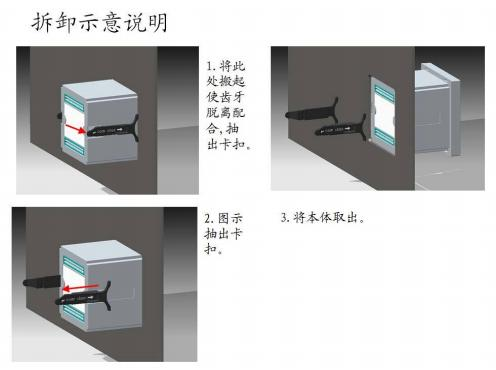 拆卸示意说明
1.将此
处搬起
使齿牙
脱离配
合,抽
出卡扣。
2.图示
抽出卡
扣。
3.将本体取出。